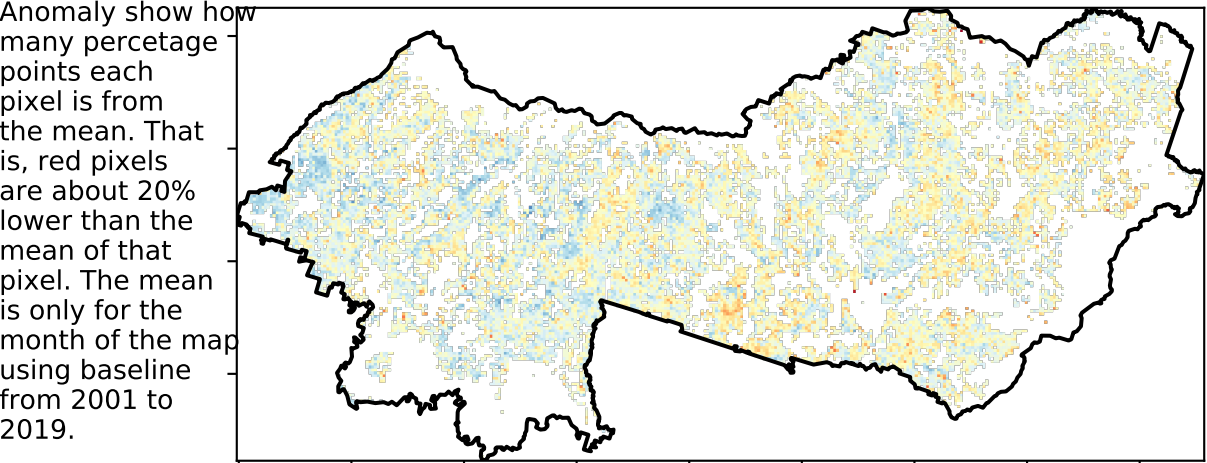 Anomaly show how
many percetage
points each
pixel is from
the mean. That
is, red pixels
are about 20%
lower than the
mean of that
pixel. The mean
is only for the
month of the map
using baseline
from 2001 to
2019.